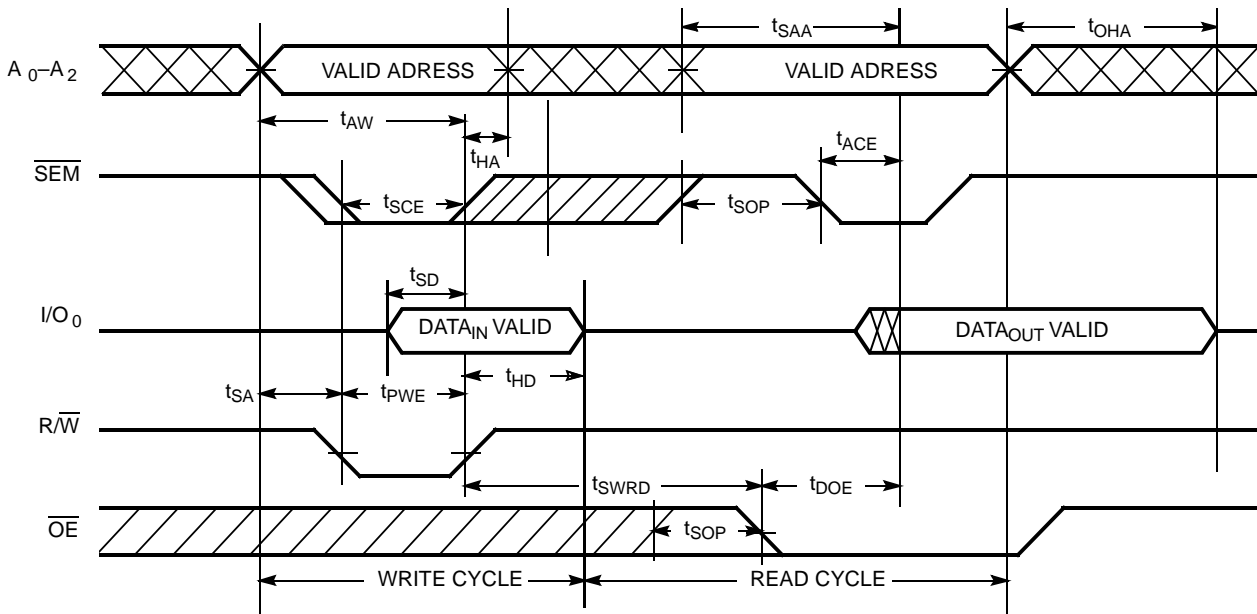 tSAA tOHA
A0–A2 VALID ADRESS VALID ADRESS
tAW tHA tACE
SEM tSCE tSOP
tSD
I/O0 DATAIN VALID DATAOUT VALID
tSA tPWE tHD
R/W
tSWRD tDOE
OE tSOP
WRITE CYCLE READ CYCLE